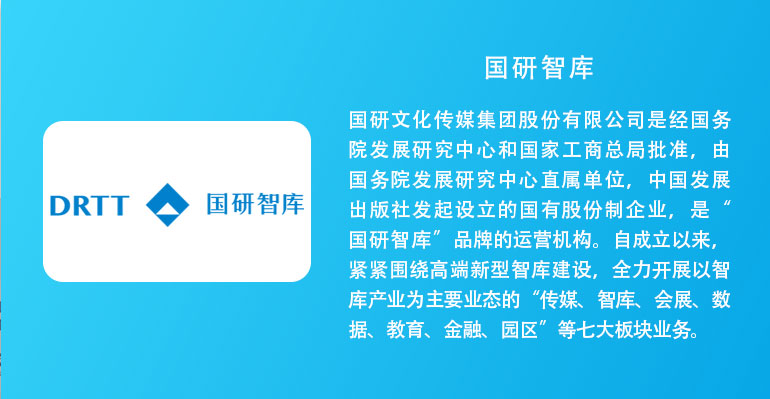 国研智库
DRTT 国研智库
国研文化传媒集团股份有限公司是经国务
院发展研究中心和国家工商总局批准，由
国务院发展研究中心直属单位，中国发展
出版社发起设立的国有股份制企业，是“
国研智库”品牌的运营机构。自成立以来，
紧紧围绕高端新型智库建设，全力开展以智
库产业为主要业态的“传媒、智库、会展、数
据、教育、金融、园区”等七大板块业务。